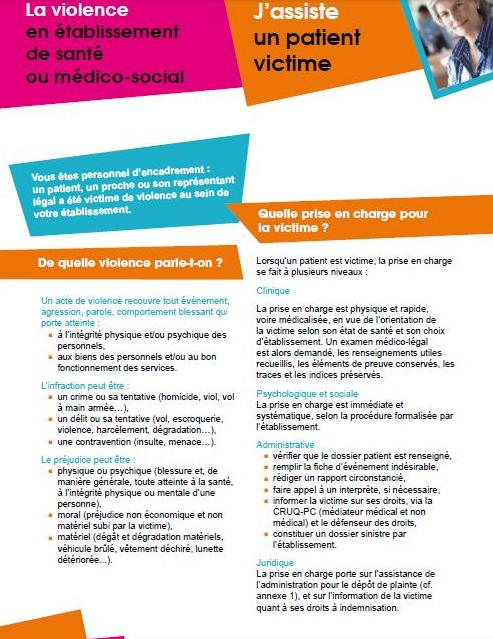 La violence
en établissement
de santé
ou médico-social
J'assiste
un patient
victime
Vous êtes personnel d'encadrement :
un patient, un proche ou son représentant
légal a été victime de violence au sein de
votre établissement.
De quelle violence parle-t-on ?
Un acte de violence recouvre tout événement,
agression, parole, comportement blessant qui
porte atteinte :
à l'intégrité physique et/ou psychique des
personnels,
aux biens des personnels et/ou au bon
fonctionnement des services.
L'infraction peut être :
un crime ou sa tentative (homicide, viol, vol
à main armée…),
un délit ou sa tentative (vol, escroquerie,
violence, harcèlement, dégradation…),
une contravention (insulte, menace…).
Le préjudice peut être :
physique ou psychique (blessure et, de
manière générale, toute atteinte à la santé,
à l'intégrité physique ou mentale d'une
personne),
moral (préjudice non économique et non
matériel subi par la victime),
matériel (dégât et dégradation matériels,
véhicule brûlé, vêtement déchiré, lunette
détériorée...).
Quelle prise en charge pour
la victime ?
Lorsqu'un patient est victime, la prise en charge
se fait à plusieurs niveaux :
Clinique
La prise en charge est physique et rapide,
voire médicalisée, en vue de l'orientation de
la victime selon son état de santé et son choix
d'établissement. Un examen médico-légal
est alors demandé, les renseignements utiles
recueillis, les éléments de preuve conservés, les
traces et les indices préservés.
Psychologique et sociale
La prise en charge est immédiate et
systématique, selon la procédure formalisée par
l'établissement.
Administrative
vérifier que le dossier patient est renseigné,
remplir la fiche d'événement indésirable,
rédiger un rapport circonstancié,
faire appel à un interprète, si nécessaire,
informer la victime sur ses droits, via la
CRUQ-PC (médiateur médical et non
médical) et le défenseur des droits,
constituer un dossier sinistre par
l'établissement.
Juridique
La prise en charge porte sur l'assistance de
l'administration pour le dépôt de plainte (cf.
annexe 1), et sur l'information de la victime
quant à ses droits à indemnisation.